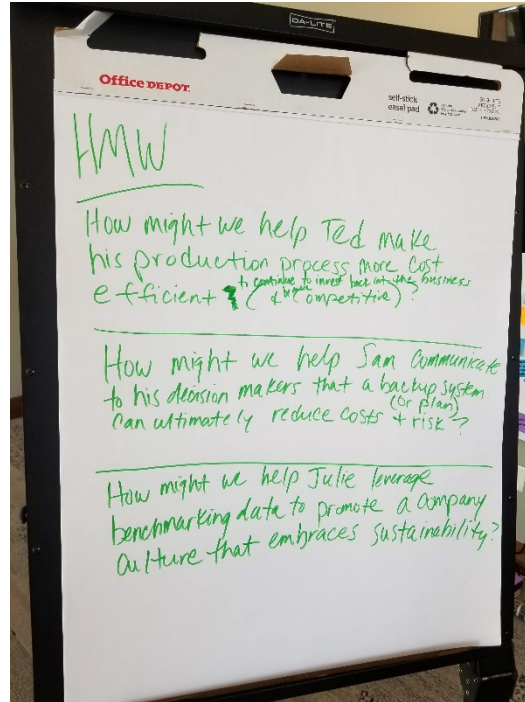 DA-LITE
Office DEPOT.
self-stick
easel pad
HMW
How might we help Ted make
his production process more cost
to continue to invest back into the business
efficient (& become competitive)?
How might we help Sam communicate
to his decision makers that a backup system
(or plan)
can ultimately reduce costs + risk?
How might we help Julie leverage
benchmarking data to promote a company
culture that embraces sustainability?